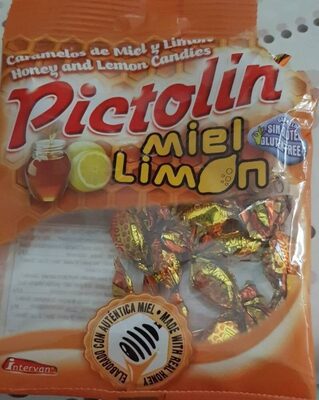 Caramelos de Miel y Limón
Honey and Lemon Candies
Pictolin
Miel
Limon
SIN GLUTEN
GLUTEN FREE
ELABORADO CON AUTÉNTICA MIEL • MADE WITH REAL HONEY
intervan